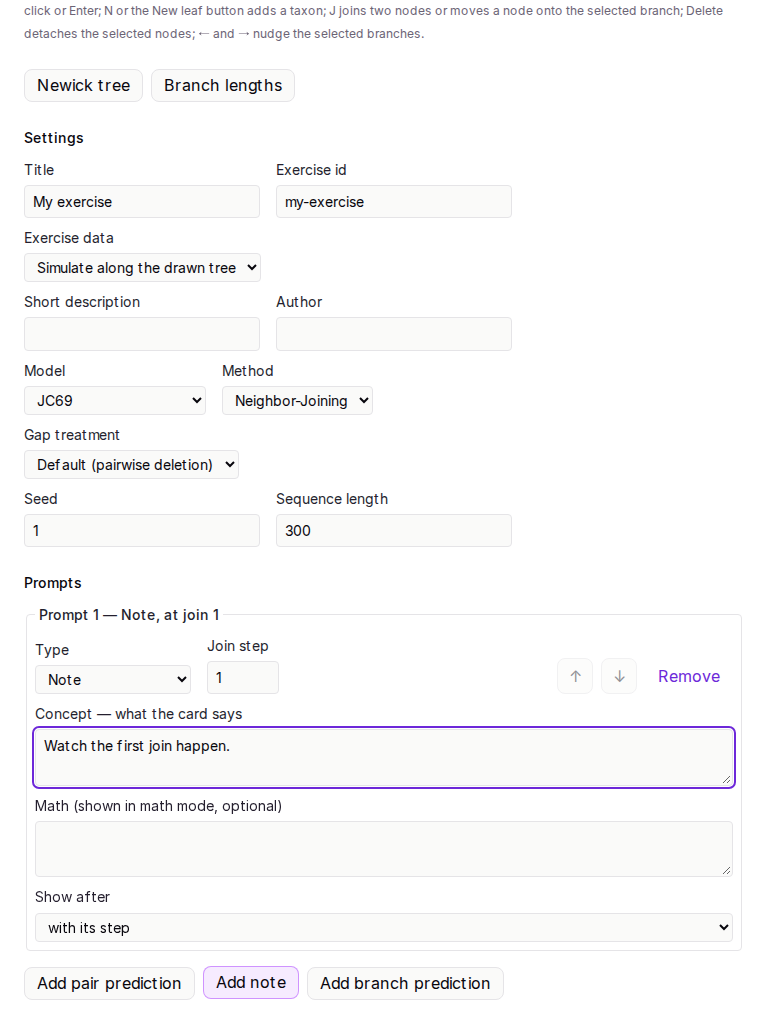 click or Enter; N or the New leaf button adds a taxon; J joins two nodes or moves a node onto the selected branch; Delete
detaches the selected nodes; ← and → nudge the selected branches.
Newick tree Branch lengths
Settings
Title Exercise id
My exercise my-exercise
Exercise data
Simulate along the drawn tree
Short description Author
Model Method
JC69 Neighbor-Joining
Gap treatment
Default (pairwise deletion)
Seed Sequence length
1 300
Prompts
Prompt 1 — Note, at join 1
Type Join step
Note 1 ↑ ↓ Remove
Concept — what the card says
Watch the first join happen.
Math (shown in math mode, optional)
Show after
with its step
Add pair prediction Add note Add branch prediction